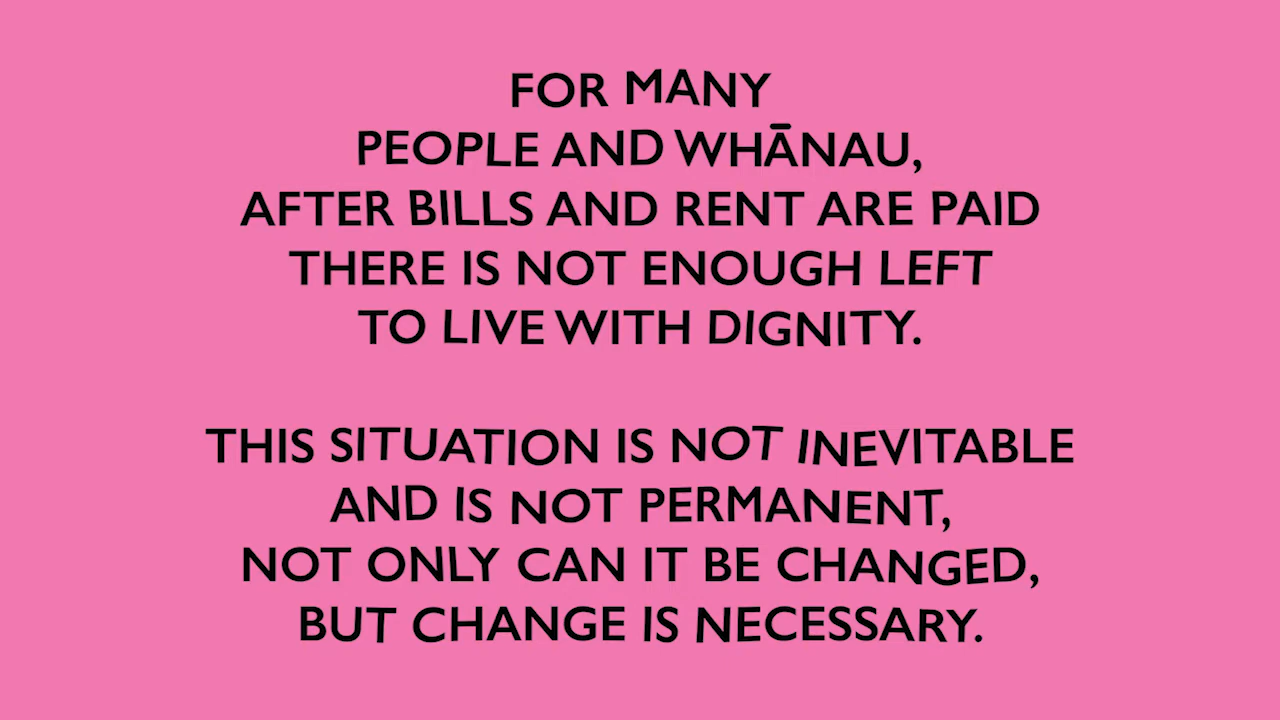 FOR MANY
PEOPLE AND WHĀNAU,
AFTER BILLS AND RENT ARE PAID
THERE IS NOT ENOUGH LEFT
TO LIVE WITH DIGNITY.
THIS SITUATION IS NOT INEVITABLE
AND IS NOT PERMANENT,
NOT ONLY CAN IT BE CHANGED,
BUT CHANGE IS NECESSARY.